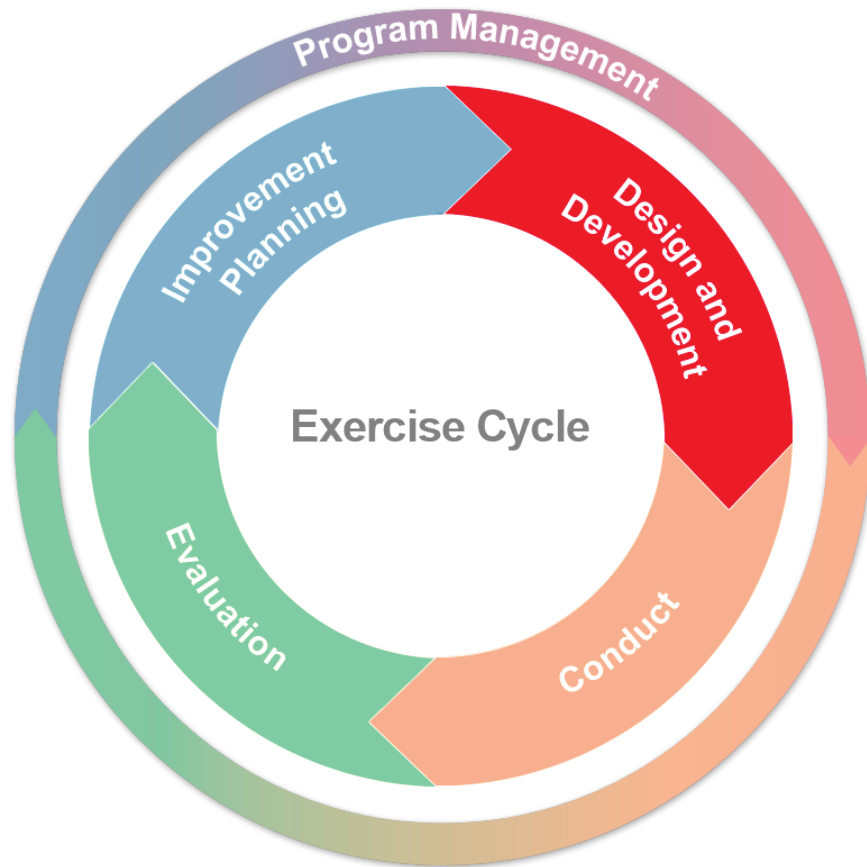 Program Management
Improvement
Planning
Design and
Development
Exercise Cycle
Evaluation
Conduct